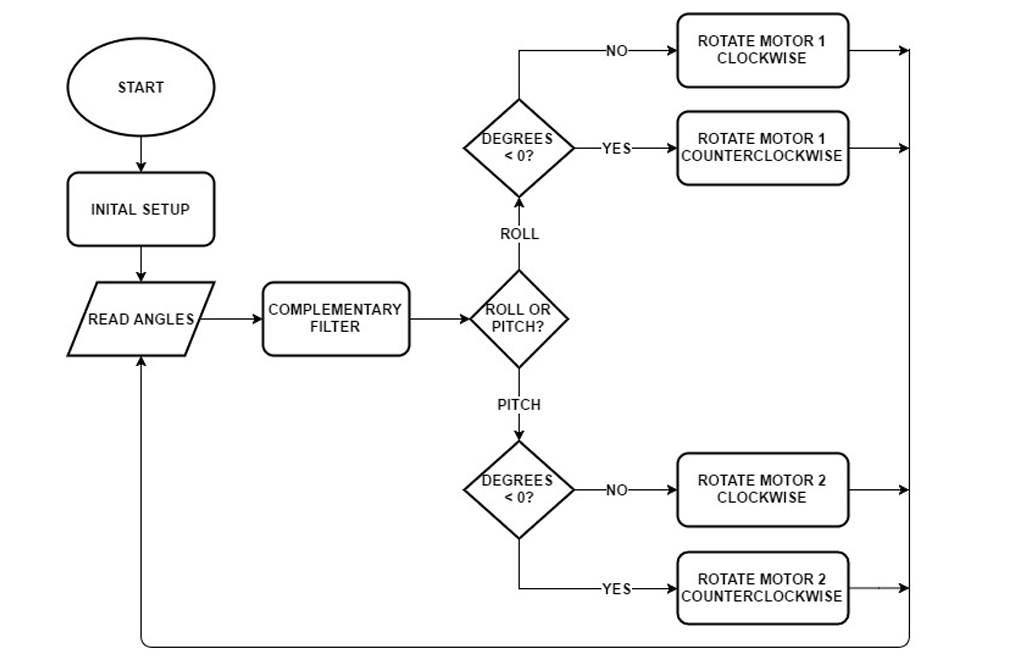 START
INITAL SETUP
READ ANGLES
COMPLEMENTARY
FILTER
ROLL OR
PITCH?
ROLL
DEGREES
< 0?
NO
ROTATE MOTOR 1
CLOCKWISE
YES
ROTATE MOTOR 1
COUNTERCLOCKWISE
PITCH
DEGREES
< 0?
NO
ROTATE MOTOR 2
CLOCKWISE
YES
ROTATE MOTOR 2
COUNTERCLOCKWISE